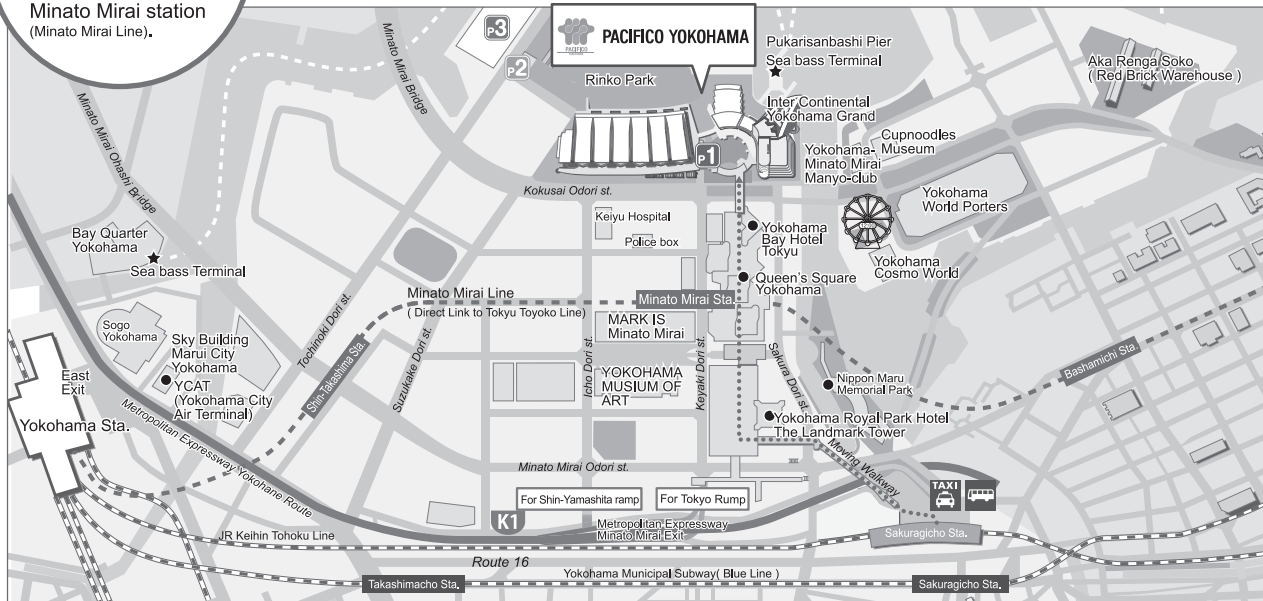 Minato Mirai station
(Minato Mirai Line).
P3
P2
PACIFICO
PACIFICO YOKOHAMA
Rinko Park
Pukarisanbashi Pier
Sea bass Terminal
Aka Renga Soko
( Red Brick Warehouse )
Inter Continental
Yokohama Grand
Cupnoodles
Museum
P1
Yokohama-
Minato Mirai
Manyo-club
Yokohama
World Porters
Minato Mirai Bridge
Minato Mirai Ohashi Bridge
Kokusai Odori st.
Keiyu Hospital
Police box
Yokohama
Bay Hotel
Tokyu
Yokohama
Cosmo World
Bay Quarter
Yokohama
Sea bass Terminal
Queen's Square
Yokohama
Minato Mirai Line
( Direct Link to Tokyu Toyoko Line)
Minato Mirai Sta.
MARK IS
Minato Mirai
Sogo
Yokohama
Sky Building
Marui City
Yokohama
YCAT
(Yokohama City
Air Terminal)
Tochinoki Dori st.
Shin-Takashima Sta.
Suzukake Dori st.
Icho Dori st.
Keyaki Dori st.
Sakura Dori st.
Bashamichi Sta.
East
Exit
Yokohama Sta.
YOKOHAMA
MUSIUM OF
ART
Nippon Maru
Memorial Park
Yokohama Royal Park Hotel
The Landmark Tower
Metropolitan Expressway Yokohane Route
Minato Mirai Odori st.
Moving Walkway
For Shin-Yamashita ramp
For Tokyo Rump
TAXI
K1
Metropolitan Expressway
Minato Mirai Exit
Sakuragicho Sta.
JR Keihin Tohoku Line
Route 16
Takashimacho Sta.
Yokohama Municipal Subway( Blue Line )
Sakuragicho Sta.